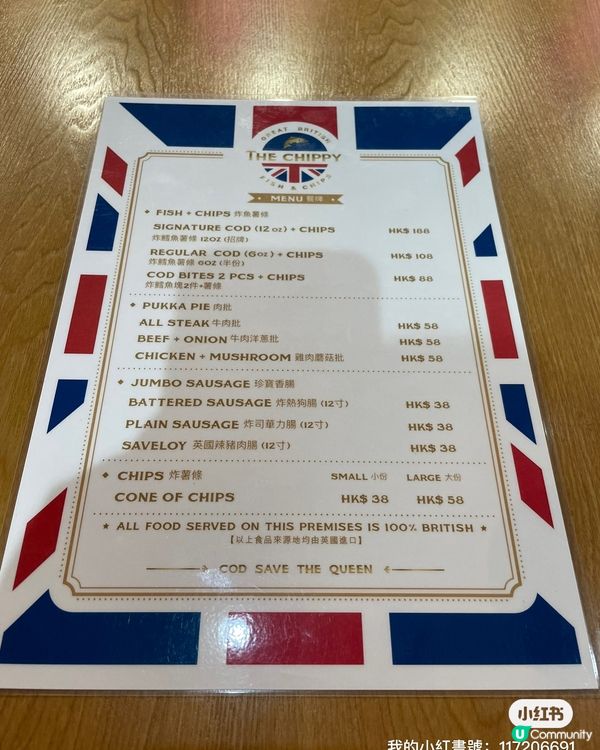 GREAT BRITISH
THE CHIPPY
FISH & CHIPS
MENU 餐牌
FISH + CHIPS 炸魚薯條
SIGNATURE COD (12 OZ) + CHIPS HK$ 188
炸鱈魚薯條 12OZ (招牌)
REGULAR COD (6OZ) + CHIPS HK$ 108
炸鱈魚薯條 6OZ (半份)
COD BITES 2 PCS + CHIPS HK$ 88
炸鱈魚塊2件+薯條
PUKKA PIE 肉批
ALL STEAK 牛肉批 HK$ 58
BEEF + ONION 牛肉洋蔥批 HK$ 58
CHICKEN + MUSHROOM 雞肉蘑菇批 HK$ 58
JUMBO SAUSAGE 珍寶香腸
BATTERED SAUSAGE 炸熱狗腸 (12寸) HK$ 38
PLAIN SAUSAGE 炸司華力腸 (12寸) HK$ 38
SAVELOY 英國辣豬肉腸 (12寸) HK$ 38
CHIPS 炸薯條 SMALL 小份 LARGE 大份
CONE OF CHIPS HK$ 38 HK$ 58
★ ALL FOOD SERVED ON THIS PREMISES IS 100% BRITISH ★
【以上食品來源地均由英國進口】
COD SAVE THE QUEEN
小红书
U Community
我的小紅書號：117206691